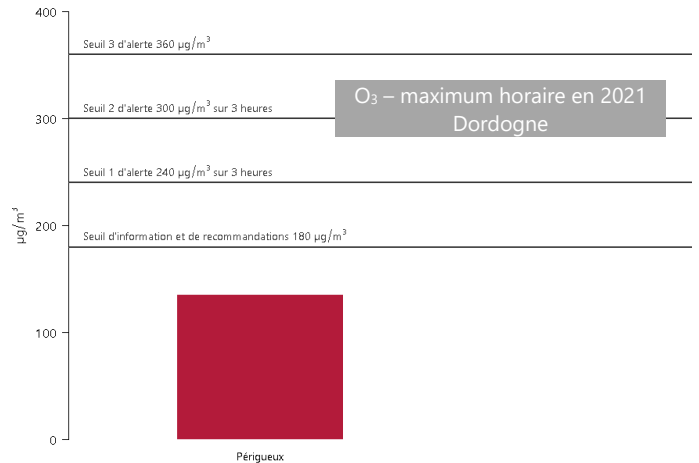 400
Seuil 3 d'alerte 360 µg/m³
O₃ – maximum horaire en 2021
Dordogne
300
Seuil 2 d'alerte 300 µg/m³ sur 3 heures
Seuil 1 d'alerte 240 µg/m³ sur 3 heures
µg/m³
200
Seuil d'information et de recommandations 180 µg/m³
100
0
Périgueux